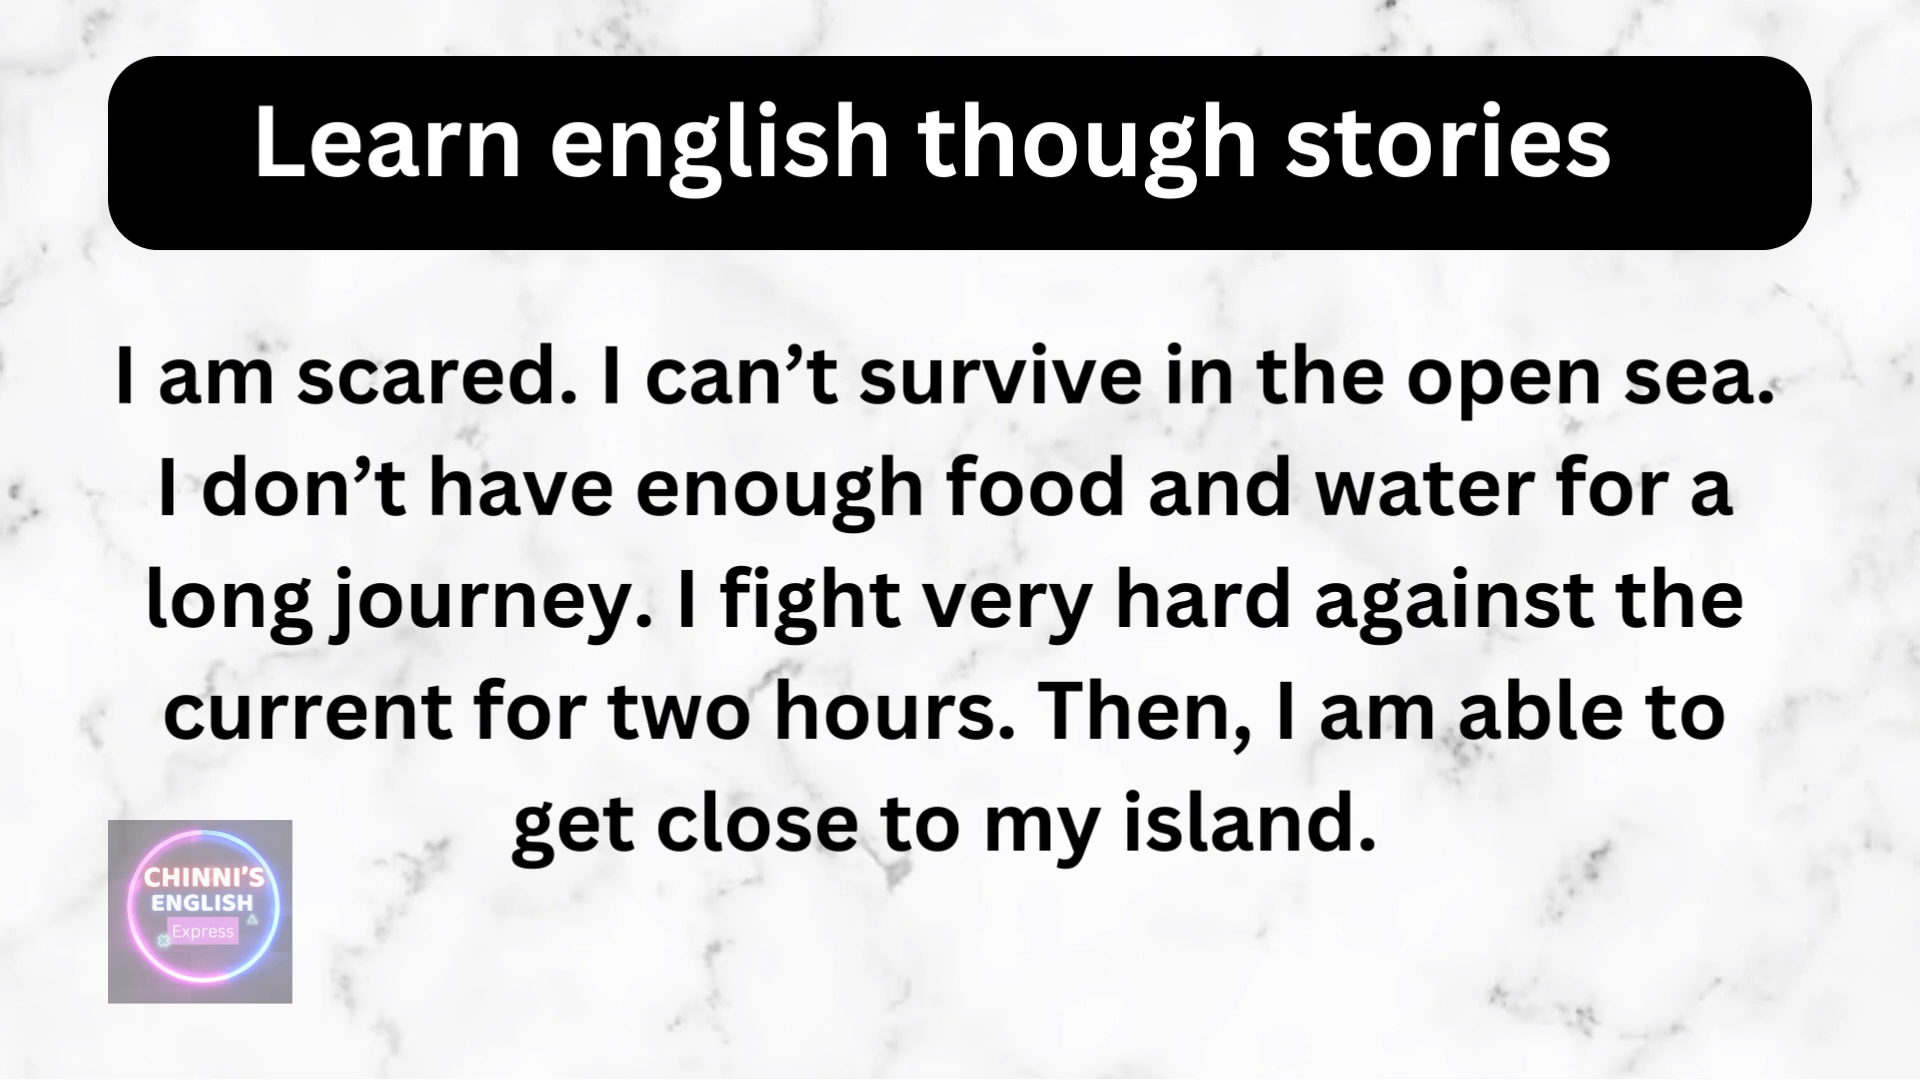 Learn english though stories
I am scared. I can’t survive in the open sea.
I don’t have enough food and water for a
long journey. I fight very hard against the
current for two hours. Then, I am able to
get close to my island.
CHINNI’S
ENGLISH
Express